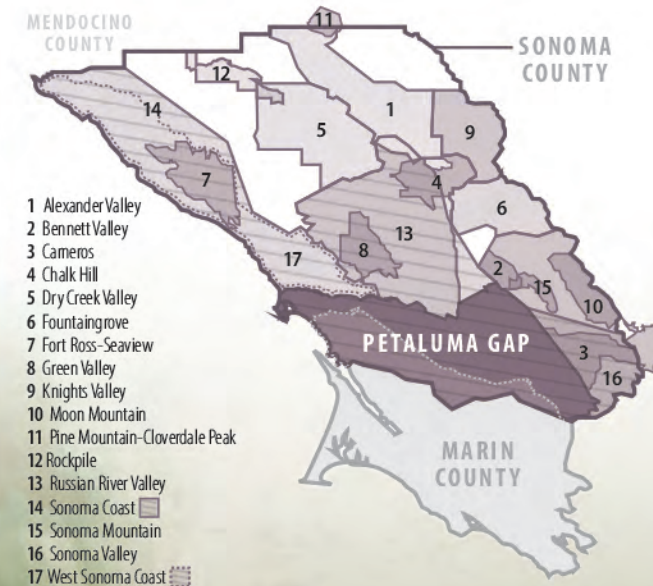 MENDOCINO
COUNTY
11
SONOMA
COUNTY
12
14
1
5
9
7
4
6
13
8
17
2
15
10
3
16
PETALUMA GAP
MARIN
COUNTY
1 Alexander Valley
2 Bennett Valley
3 Carneros
4 Chalk Hill
5 Dry Creek Valley
6 Fountaingrove
7 Fort Ross-Seaview
8 Green Valley
9 Knights Valley
10 Moon Mountain
11 Pine Mountain-Cloverdale Peak
12 Rockpile
13 Russian River Valley
14 Sonoma Coast
15 Sonoma Mountain
16 Sonoma Valley
17 West Sonoma Coast